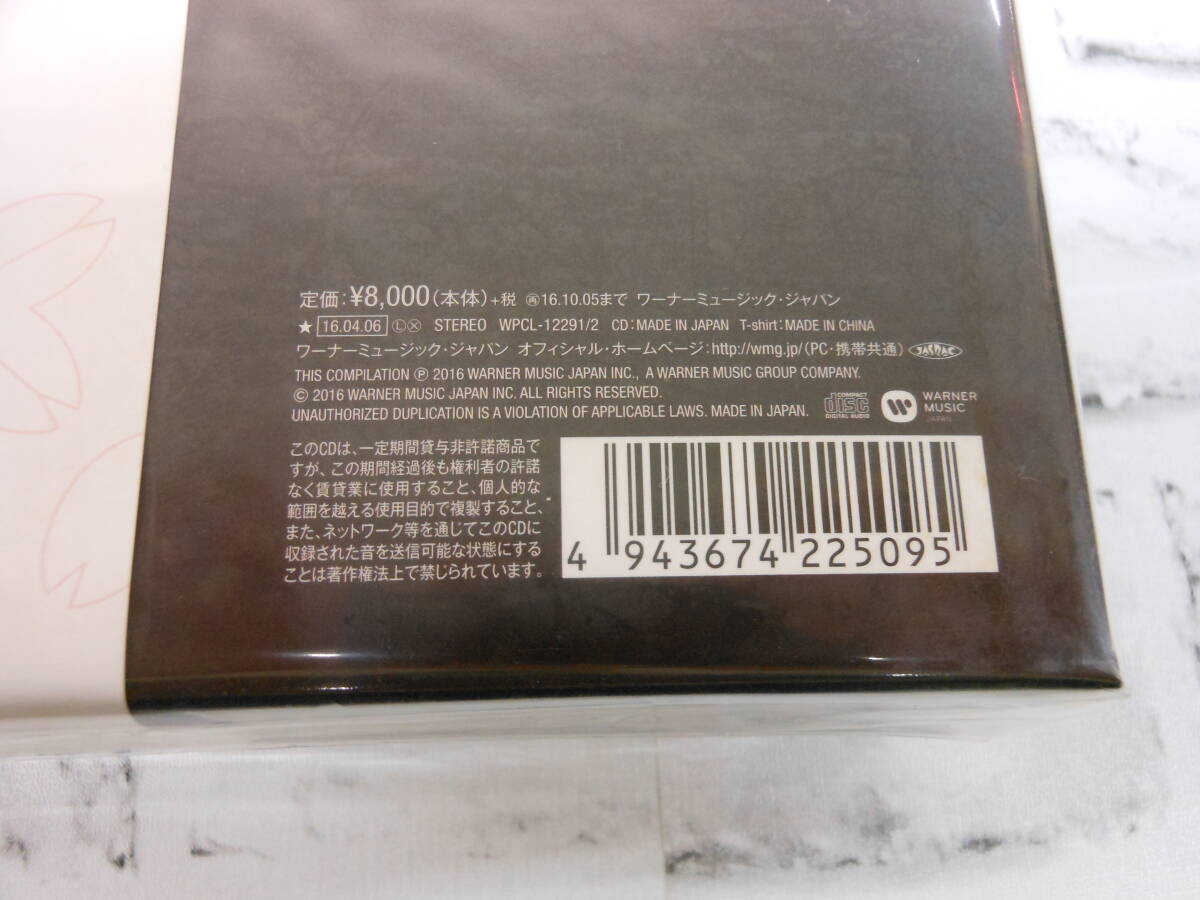 定価:¥8,000(本体)+税 ㊢16.10.05まで ワーナーミュージック・ジャパン
★ 16.04.06 Ⓛⓧ STEREO WPCL-12291/2 CD:MADE IN JAPAN T-shirt:MADE IN CHINA
ワーナーミュージック・ジャパン オフィシャル・ホームページ:http://wmg.jp/(PC・携帯共通) JASRAC
THIS COMPILATION Ⓟ 2016 WARNER MUSIC JAPAN INC., A WARNER MUSIC GROUP COMPANY.
© 2016 WARNER MUSIC JAPAN INC. ALL RIGHTS RESERVED.
UNAUTHORIZED DUPLICATION IS A VIOLATION OF APPLICABLE LAWS. MADE IN JAPAN.
COMPACT
disc
DIGITAL AUDIO
WARNER
MUSIC
JAPAN
このCDは、一定期間貸与非許諾商品で
すが、この期間経過後も権利者の許諾
なく賃貸業に使用すること、個人的な
範囲を越える使用目的で複製すること、
また、ネットワーク等を通じてこのCDに
収録された音を送信可能な状態にする
ことは著作権法上で禁じられています。
4 943674 225095